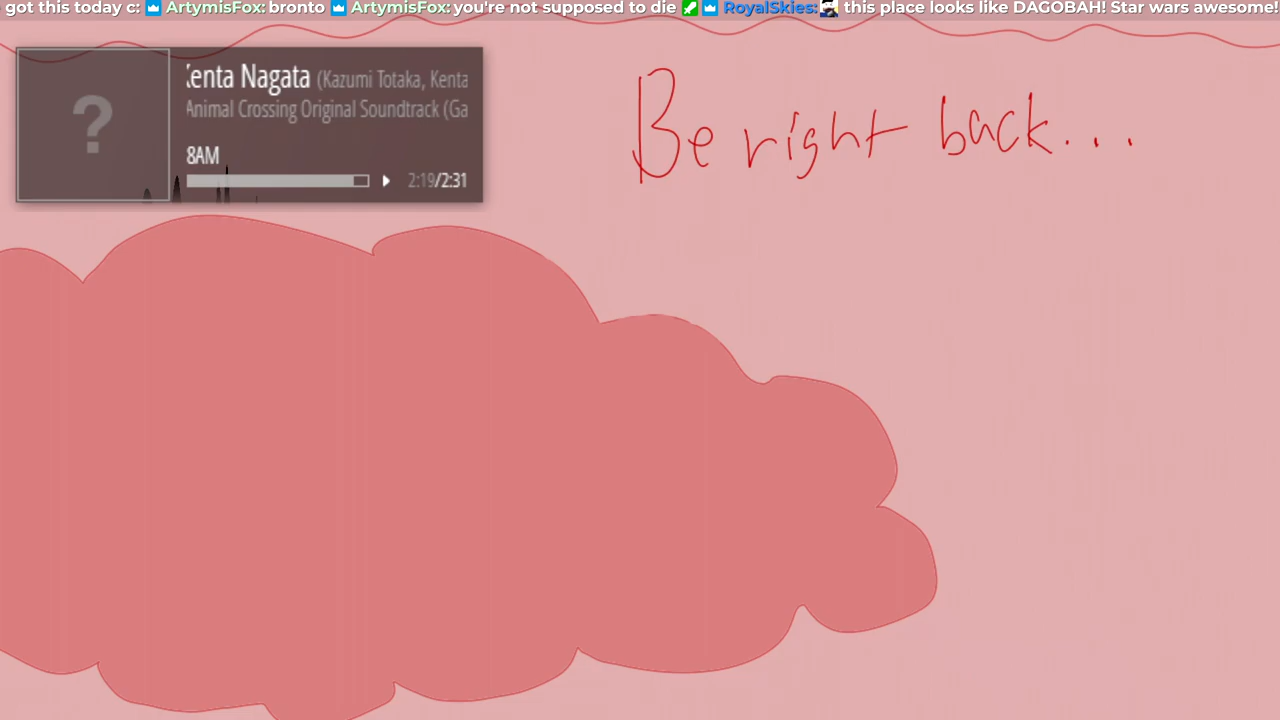 got this today c: ArtymisFox: bronto ArtymisFox: you're not supposed to die RoyalSkies: this place looks like DAGOBAH! Star wars awesome!
Kenta Nagata (Kazumi Totaka, Kenta
Animal Crossing Original Soundtrack (Ga
?
8AM
2:19/2:31
Be right back...